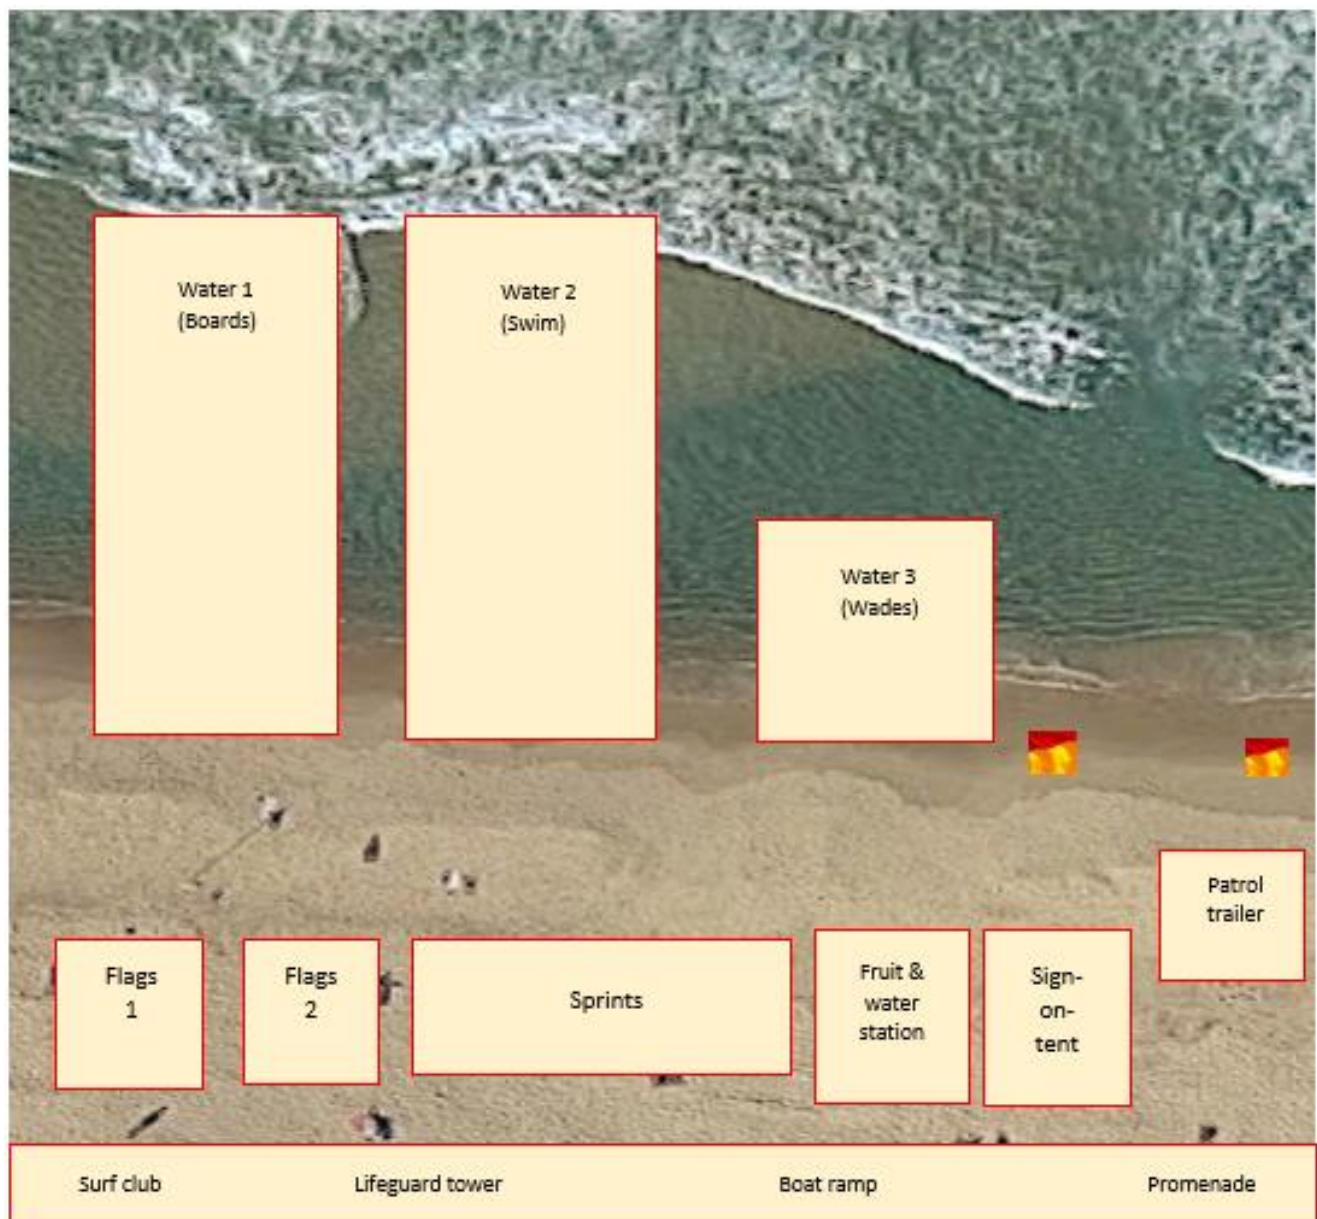 Water 1
(Boards)
Water 2
(Swim)
Water 3
(Wades)
Patrol
trailer
Flags
1
Flags
2
Sprints
Fruit &
water
station
Sign-
on-
tent
Surf club
Lifeguard tower
Boat ramp
Promenade